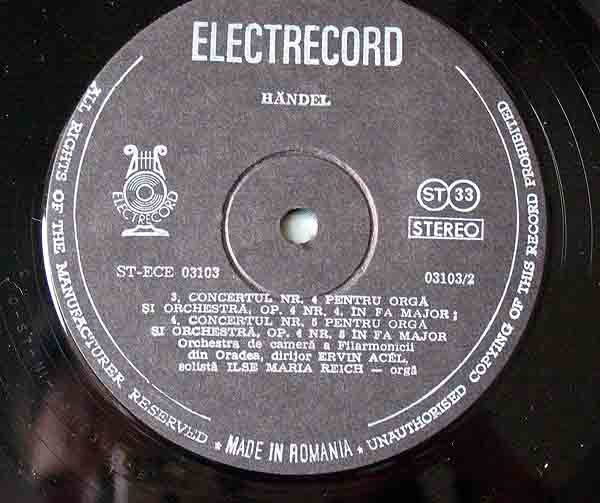 ELECTRECORD
HÄNDEL
ELECTRECORD
ST 33
STEREO
ST-ECE 03103
03103/2
3. CONCERTUL NR. 4 PENTRU ORGĂ
ȘI ORCHESTRĂ, OP. 4 NR. 4, IN FA MAJOR;
4. CONCERTUL NR. 5 PENTRU ORGĂ
ȘI ORCHESTRĂ, OP. 4 NR. 5 ÎN FA MAJOR
Orchestra de cameră a Filarmonicii
din Oradea, dirijor ERVIN ACÉL,
solistă ILSE MARIA REICH — orgă
ALL RIGHTS OF THE MANUFACTURER RESERVED ★ MADE IN ROMANIA ★ UNAUTHORISED COPYING OF THIS RECORD PROHIBITED